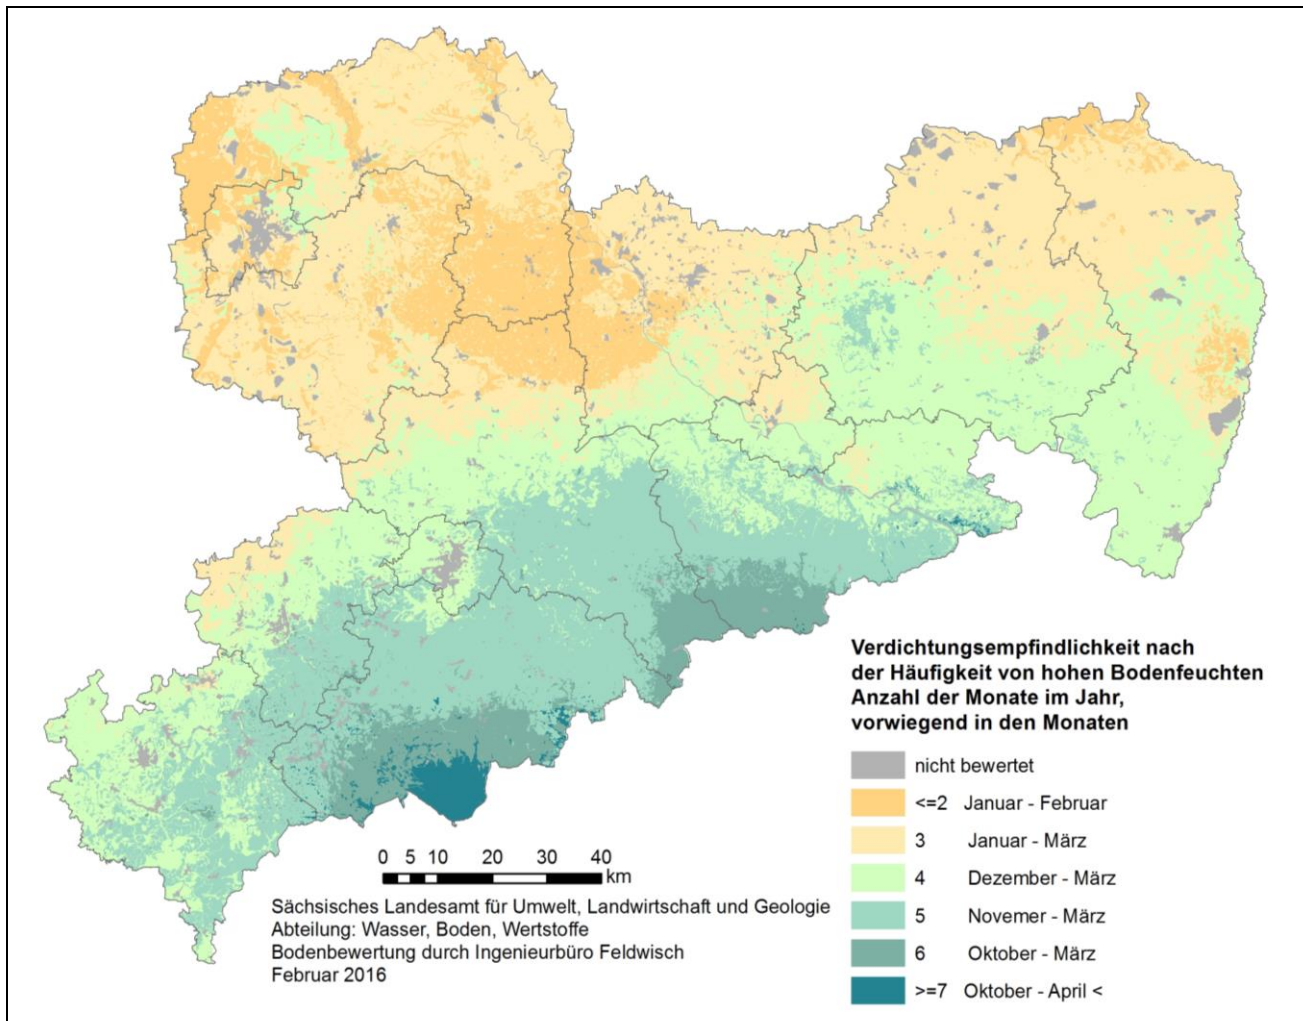 Verdichtungsempfindlichkeit nach
der Häufigkeit von hohen Bodenfeuchten
Anzahl der Monate im Jahr,
vorwiegend in den Monaten
nicht bewertet
<=2 Januar - Februar
3 Januar - März
4 Dezember - März
5 Novemer - März
6 Oktober - März
>=7 Oktober - April <
0 5 10 20 30 40
km
Sächsisches Landesamt für Umwelt, Landwirtschaft und Geologie
Abteilung: Wasser, Boden, Wertstoffe
Bodenbewertung durch Ingenieurbüro Feldwisch
Februar 2016